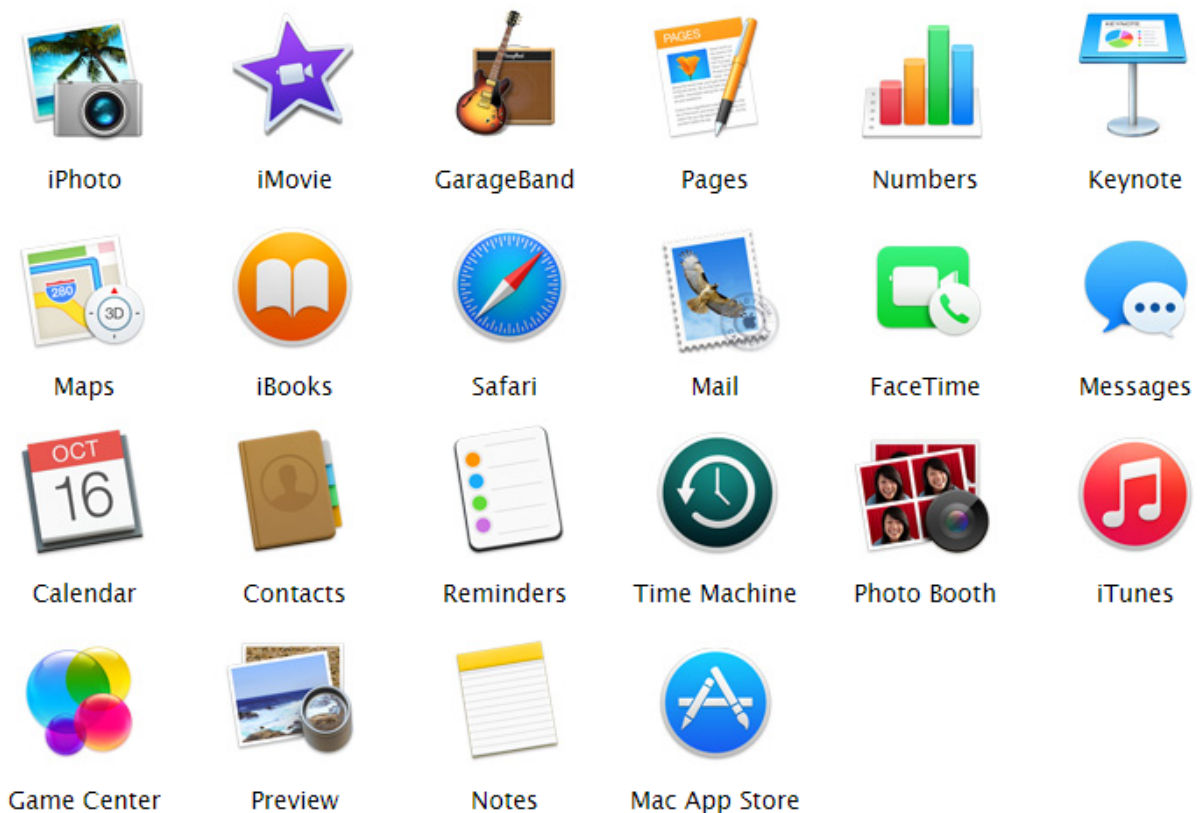 PAGES
KEYNOTE
iPhoto iMovie GarageBand Pages Numbers Keynote
280
3D
Maps iBooks Safari Mail FaceTime Messages
OCT
16
Calendar Contacts Reminders Time Machine Photo Booth iTunes
Game Center Preview Notes Mac App Store